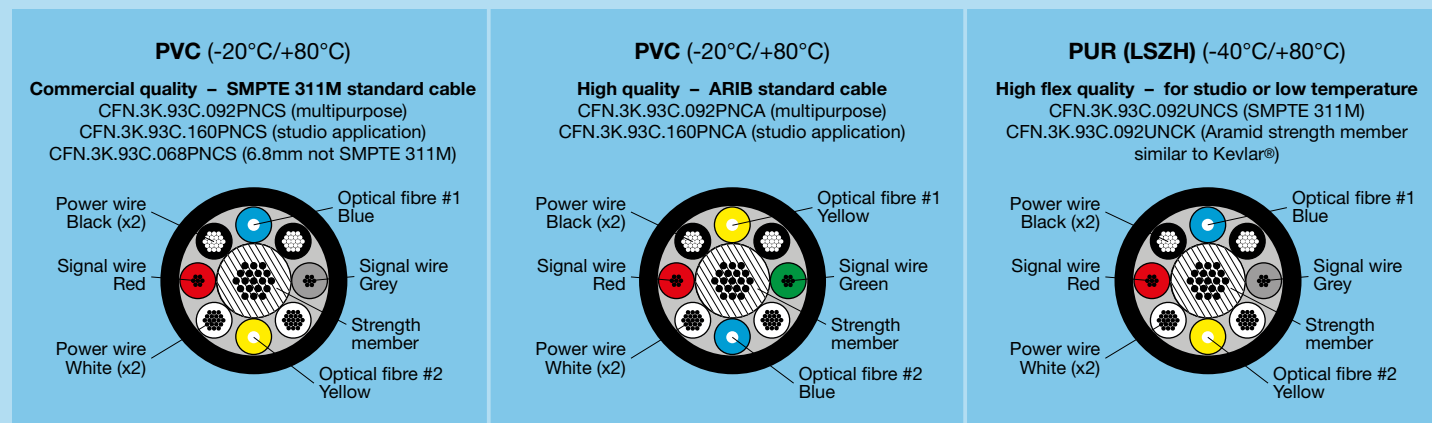 PVC (-20°C/+80°C)
Commercial quality – SMPTE 311M standard cable
CFN.3K.93C.092PNCS (multipurpose)
CFN.3K.93C.160PNCS (studio application)
CFN.3K.93C.068PNCS (6.8mm not SMPTE 311M)
Power wire
Black (x2)
Optical fibre #1
Blue
Signal wire
Red
Signal wire
Grey
Strength
member
Power wire
White (x2)
Optical fibre #2
Yellow
PVC (-20°C/+80°C)
High quality – ARIB standard cable
CFN.3K.93C.092PNCA (multipurpose)
CFN.3K.93C.160PNCA (studio application)
Power wire
Black (x2)
Optical fibre #1
Yellow
Signal wire
Red
Signal wire
Green
Strength
member
Power wire
White (x2)
Optical fibre #2
Blue
PUR (LSZH) (-40°C/+80°C)
High flex quality – for studio or low temperature
CFN.3K.93C.092UNCS (SMPTE 311M)
CFN.3K.93C.092UNCK (Aramid strength member
similar to Kevlar®)
Power wire
Black (x2)
Optical fibre #1
Blue
Signal wire
Red
Signal wire
Grey
Strength
member
Power wire
White (x2)
Optical fibre #2
Yellow